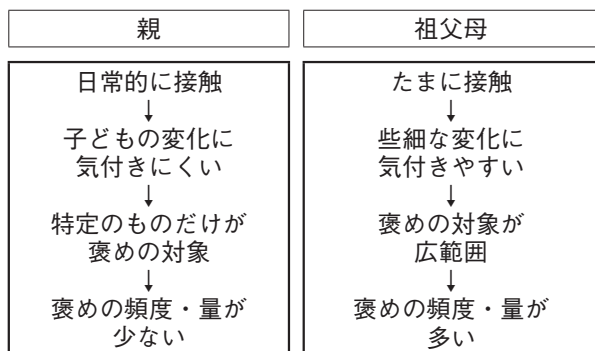 親
日常的に接触
↓
子どもの変化に
気付きにくい
↓
特定のものだけが
褒めの対象
↓
褒めの頻度・量が
少ない
祖父母
たまに接触
↓
些細な変化に
気付きやすい
↓
褒めの対象が
広範囲
↓
褒めの頻度・量が
多い